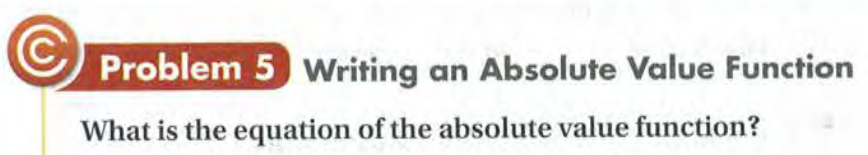 © Problem 5 Writing an Absolute Value Function
What is the equation of the absolute value function?